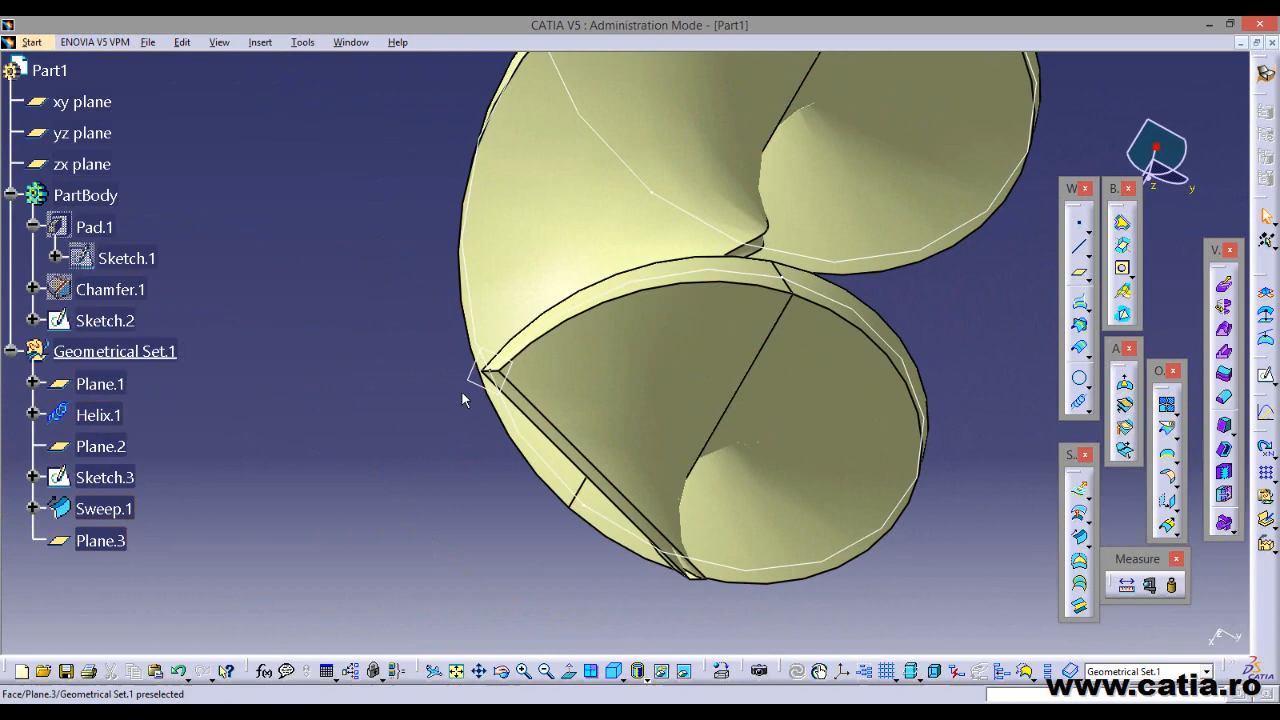 CATIA V5 : Administration Mode - [Part1]
Start ENOVIA V5 VPM File Edit View Insert Tools Window Help
Part1
xy plane
yz plane
zx plane
PartBody
Pad.1
Sketch.1
Chamfer.1
Sketch.2
Geometrical Set.1
Plane.1
Helix.1
Plane.2
Sketch.3
Sweep.1
Plane.3
z y
W B.
V.
A
O.
S..
Measure
f(x)
Geometrical Set.1
Face/Plane.3/Geometrical Set.1 preselected
www.catia.ro
CATIA